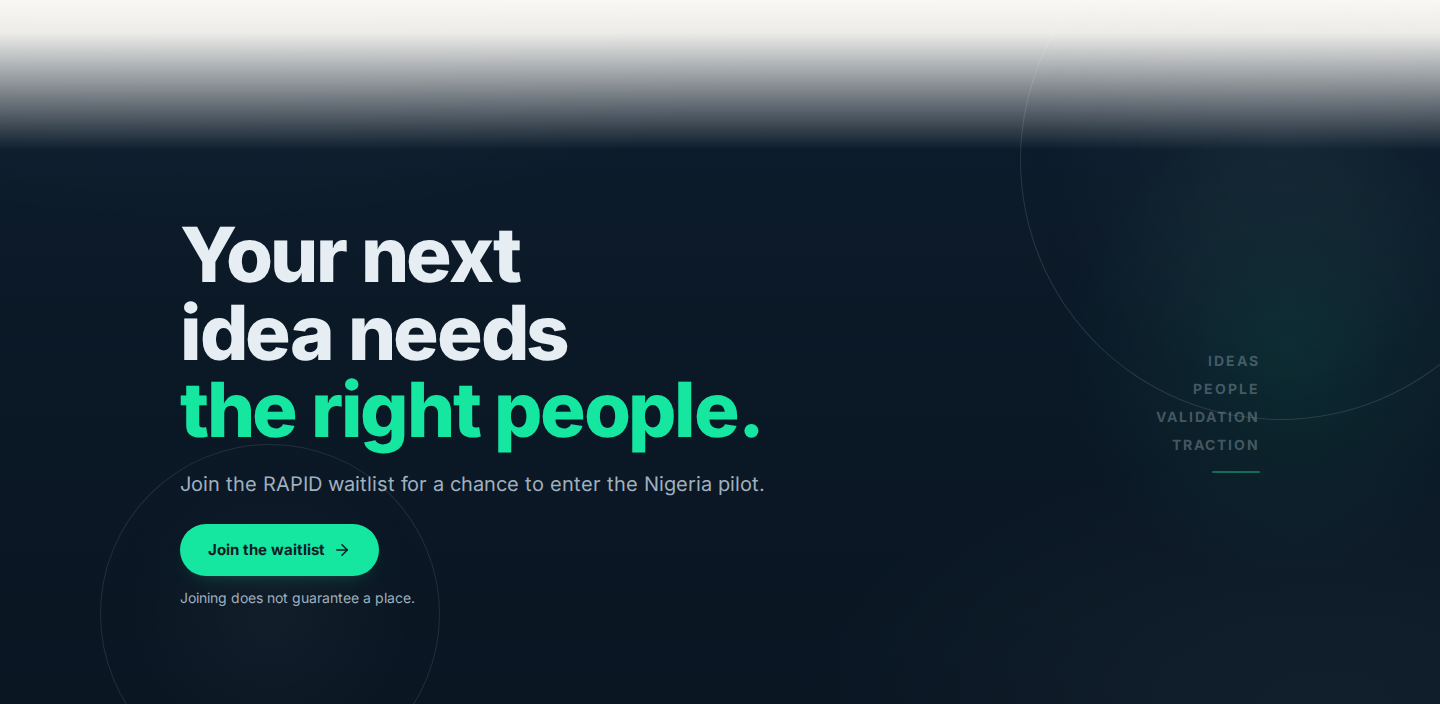 Your next
idea needs
the right people.
Join the RAPID waitlist for a chance to enter the Nigeria pilot.
Join the waitlist →
Joining does not guarantee a place.
IDEAS
PEOPLE
VALIDATION
TRACTION